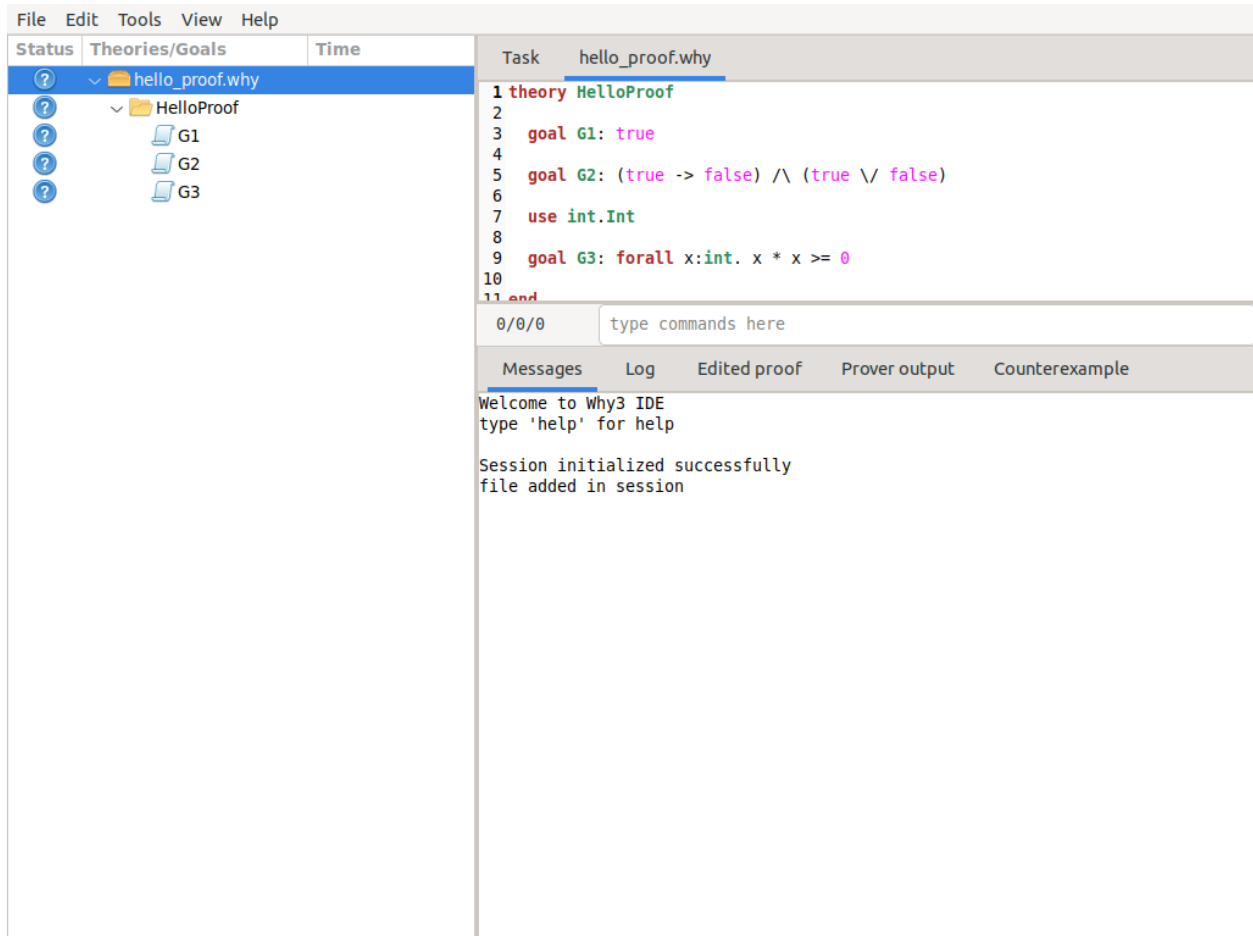 File Edit Tools View Help
Status Theories/Goals Time
hello_proof.why
HelloProof
G1
G2
G3
Task hello_proof.why
1 theory HelloProof
2
3 goal G1: true
4
5 goal G2: (true -> false) /\ (true \/ false)
6
7 use int.Int
8
9 goal G3: forall x:int. x * x >= 0
10
11 end
0/0/0 type commands here
Messages Log Edited proof Prover output Counterexample
Welcome to Why3 IDE
type 'help' for help
Session initialized successfully
file added in session